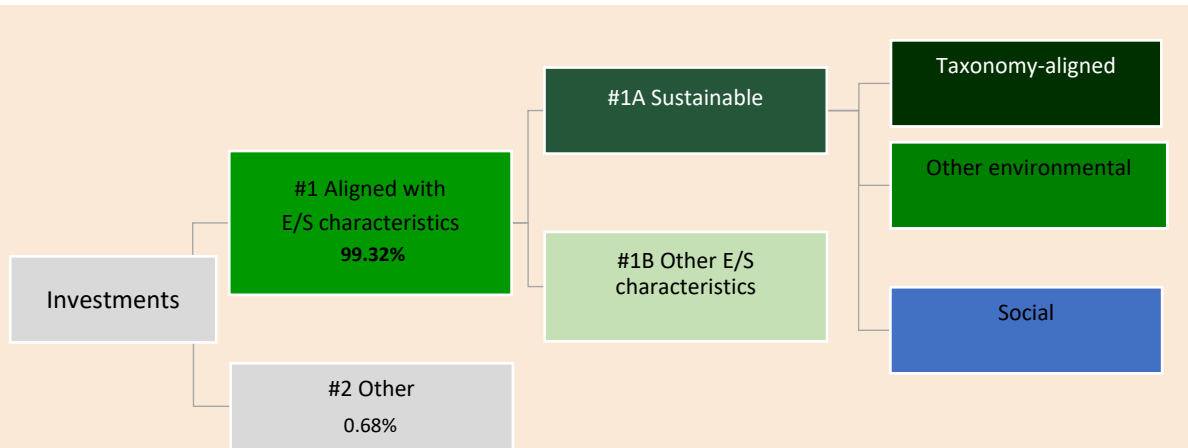 Investments
#1 Aligned with
E/S characteristics
99.32%
#2 Other
0.68%
#1A Sustainable
#1B Other E/S
characteristics
Taxonomy-aligned
Other environmental
Social